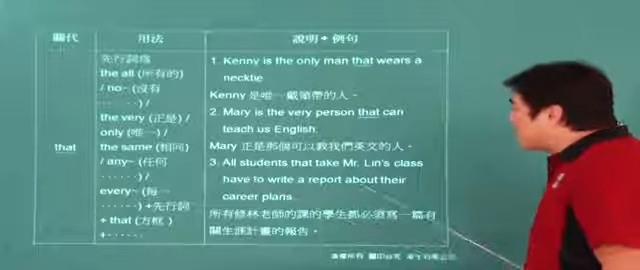 關代
用法
說明+例句
that
先行詞爲
the all (所有的)
/ no~ (沒有
⋯⋯) /
the very (正是) /
only (唯一) /
the same (相同)
/ any~ (任何
⋯⋯) /
every~ (每一
⋯⋯) +先行詞
+ that (方框 )
+⋯⋯
1. Kenny is the only man that wears a
necktie
Kenny 是唯一戴領帶的人。
2. Mary is the very person that can
teach us English.
Mary 正是那個可以教我們英文的人。
3. All students that take Mr. Lin's class
have to write a report about their
career plans.
所有修林老師的課的學生都必須寫一篇有
關生涯計畫的報告。